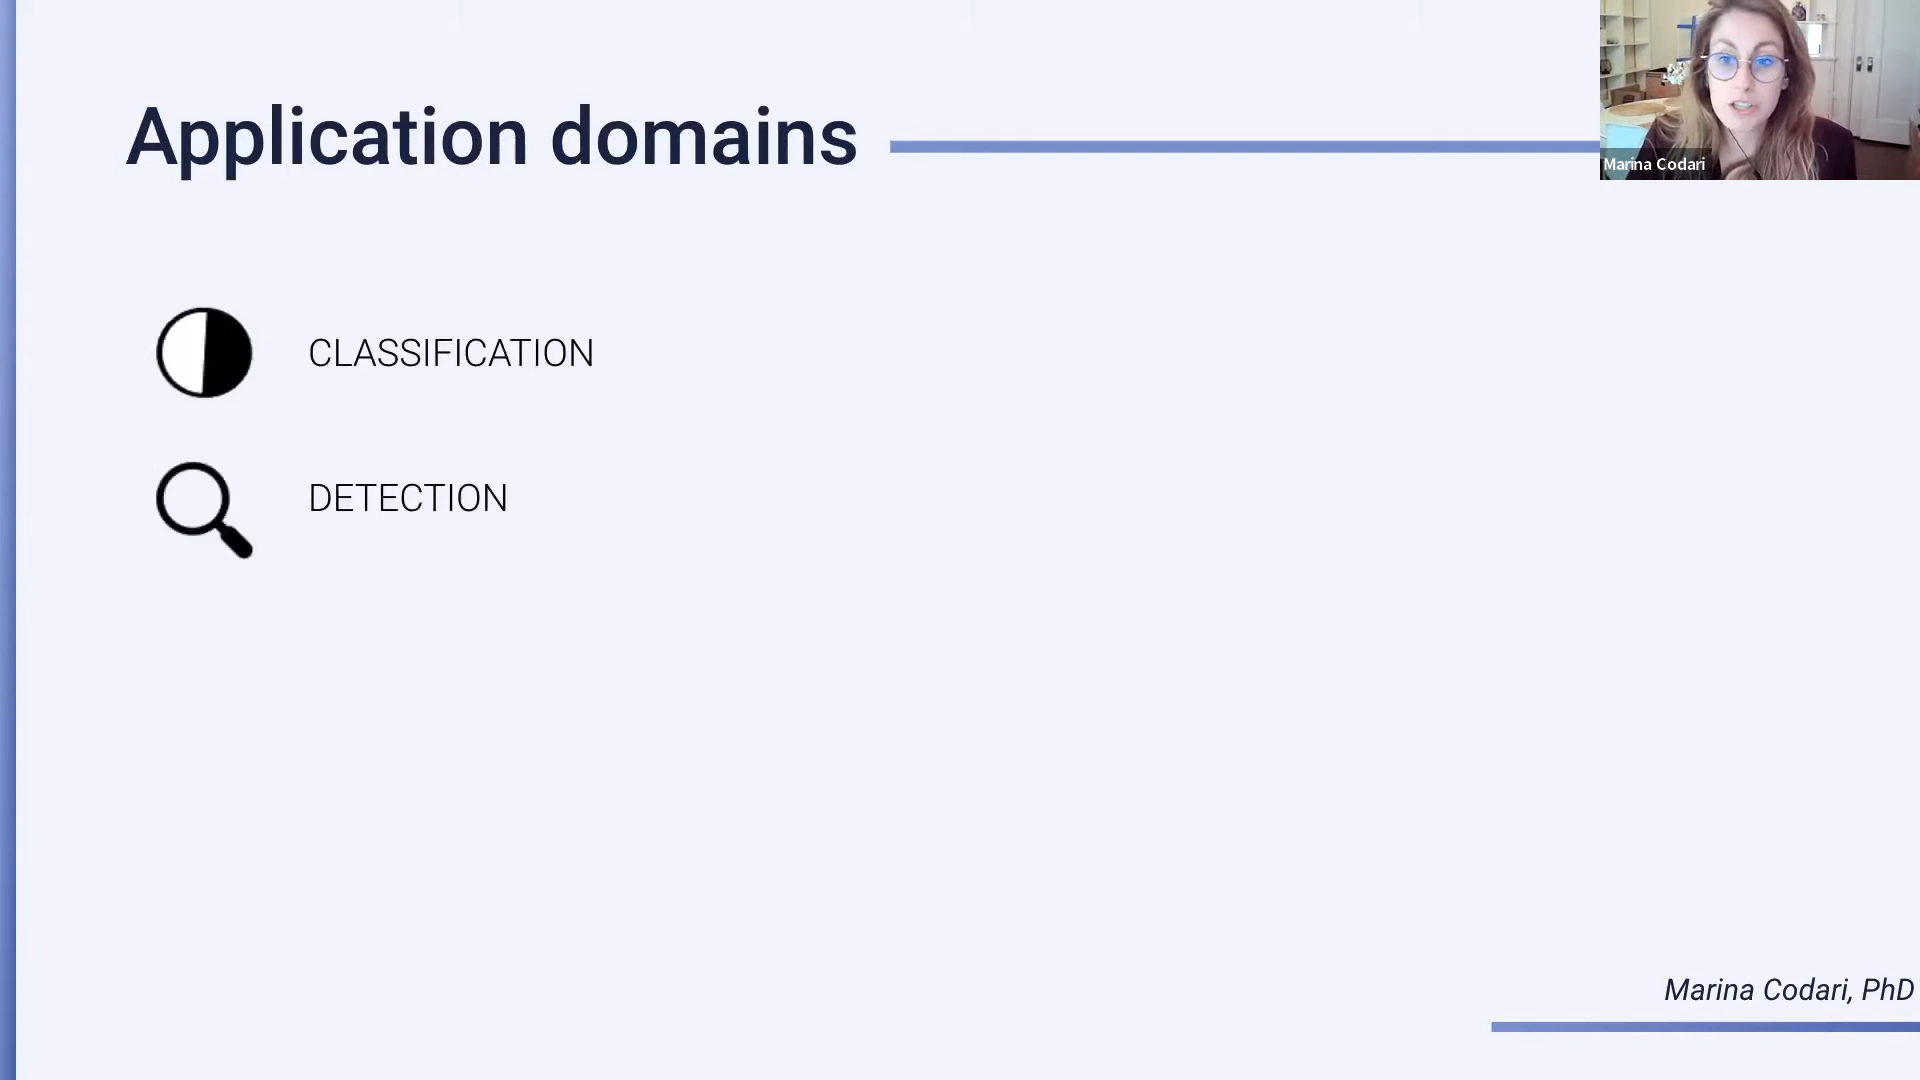 Application domains
Marina Codari
CLASSIFICATION
DETECTION
Marina Codari, PhD